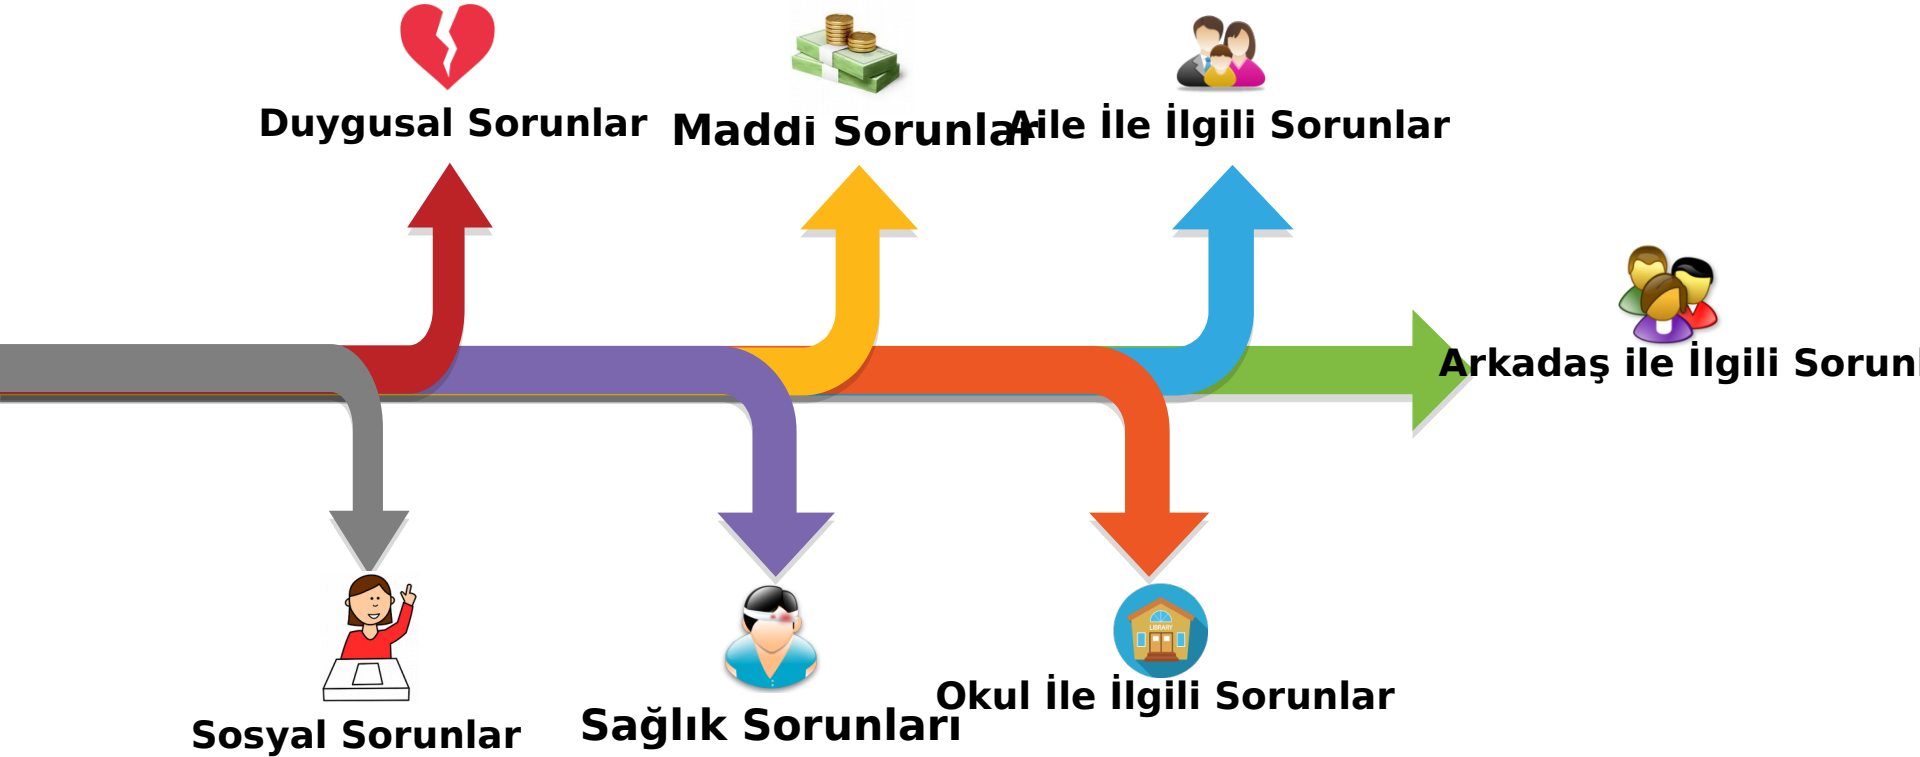 Duygusal Sorunlar
Maddi Sorunlar
Aile İle İlgili Sorunlar
Arkadaş ile İlgili
LIBRARY
Okul İle İlgili Sorunlar
Sağlık Sorunları
Sosyal Sorunlar